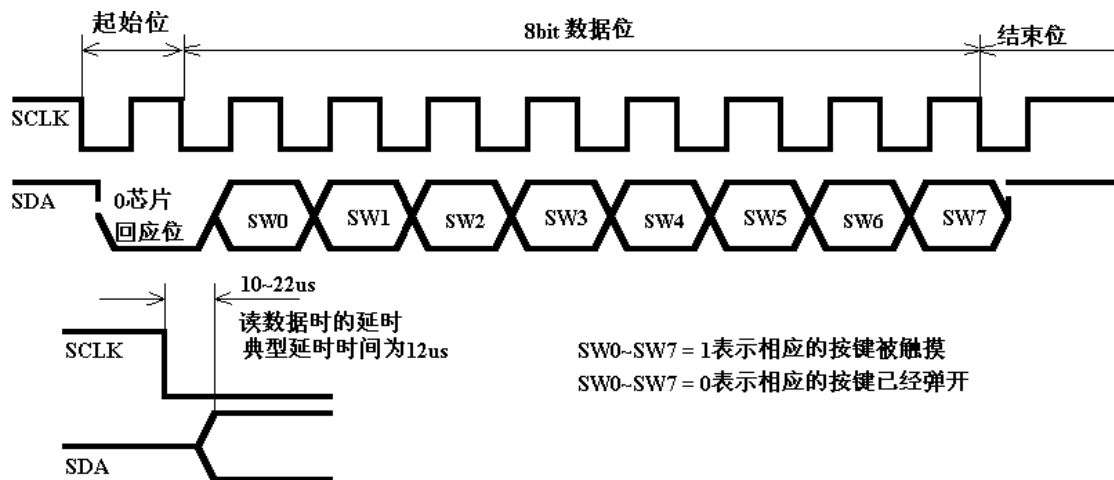 起始位
8bit 数据位
结束位
SCLK
SDA
0芯片
回应位
SW0
SW1
SW2
SW3
SW4
SW5
SW6
SW7
10~22us
读数据时的延时
典型延时时间为12us
SCLK
SDA
SW0~SW7 = 1表示相应的按键被触摸
SW0~SW7 = 0表示相应的按键已经弹开